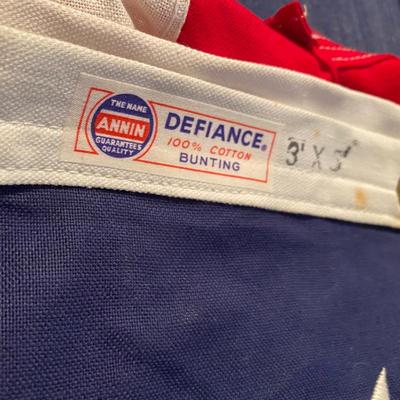 THE NAME
ANNIN
GUARANTEES
QUALITY
DEFIANCE®
100% COTTON
BUNTING
3' X 5'